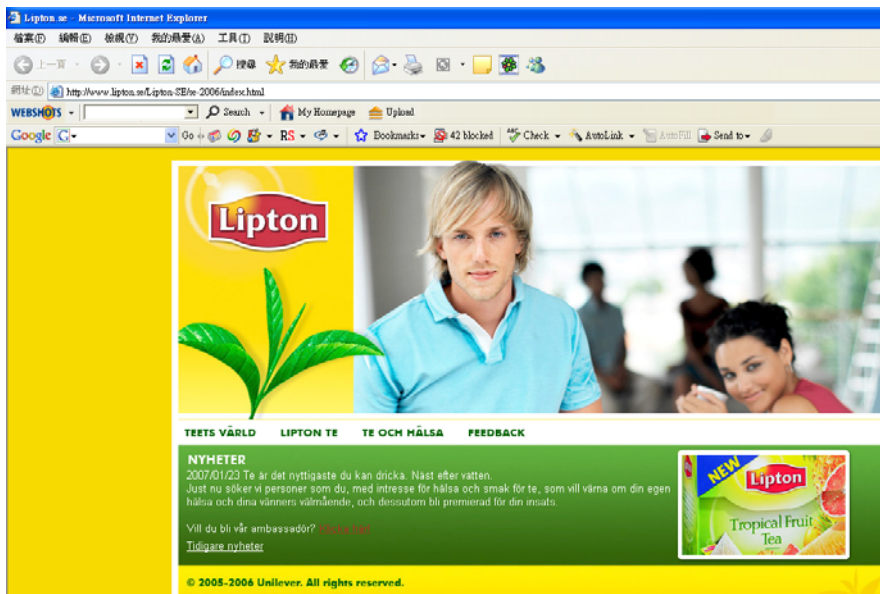 Lipton.se - Microsoft Internet Explorer
檔案(F) 編輯(E) 檢視(V) 我的最愛(A) 工具(T) 說明(H)
上一頁 搜尋 我的最愛
網址(D) http://www.lipton.se/Lipton-SE/se-2006/index.html
WEBSHOTS Search My Homepage Upload
Google G Go RS Bookmarks 42 blocked ABC Check AutoLink AutoFill Send to
Lipton
TEETS VÄRLD LIPTON TE TE OCH HÄLSA FEEDBACK
NYHETER
2007/01/23 Te är det nyttigaste du kan dricka. Näst efter vatten.
Just nu söker vi personer som du, med intresse för hälsa och smak för te, som vill värna om din egen
hälsa och dina vänners välmående, och dessutom bli premierad för din insats.
Vill du bli vår ambassadör?
Tidigare nyheter
NEW
Lipton
Tropical Fruit
Tea
© 2005-2006 Unilever. All rights reserved.